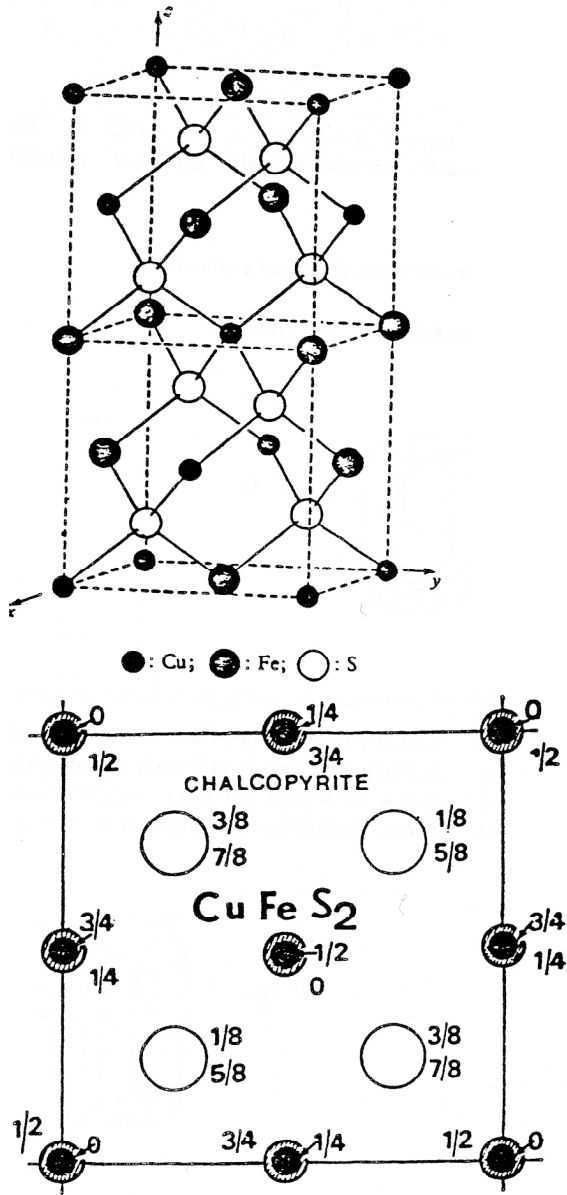 z
y
x
: Cu; : Fe; : S
0 1/4 0
1/2 3/4 1/2
CHALCOPYRITE
3/8 1/8
7/8 5/8
Cu Fe S2
3/4 3/4
1/2
1/4 0 1/4
1/8 3/8
5/8 7/8
1/2 0 3/4 1/4 1/2 0